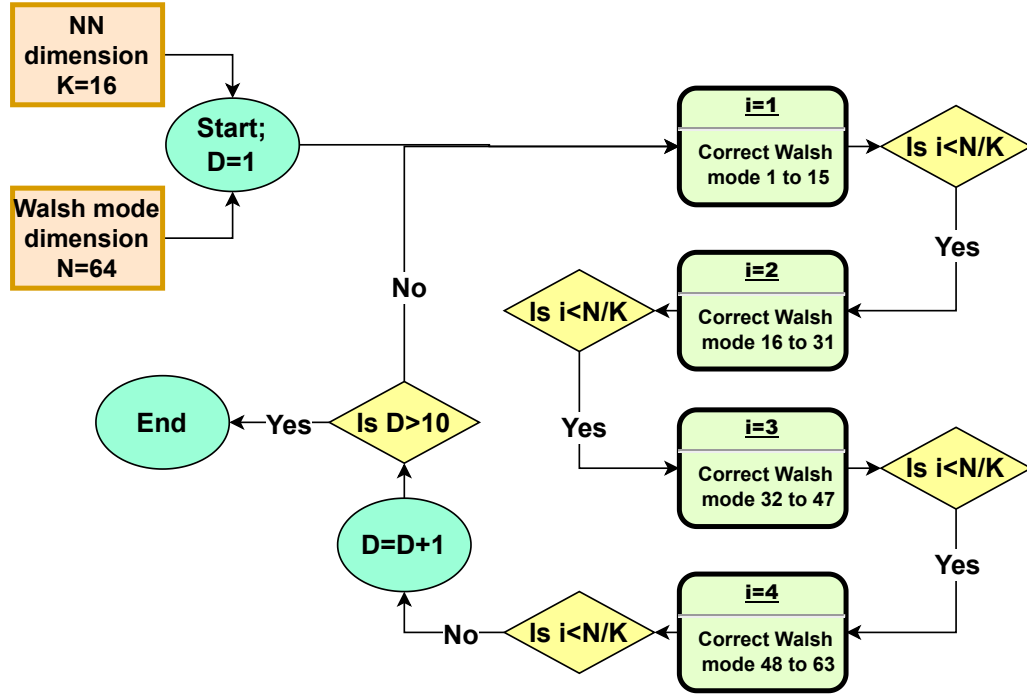 NN
dimension
K=16
Start;
D=1
Walsh mode
dimension
N=64
i=1
Correct Walsh
mode 1 to 15
Is i<N/K
Yes
i=2
Correct Walsh
mode 16 to 31
Is i<N/K
Yes
i=3
Correct Walsh
mode 32 to 47
Is i<N/K
Yes
i=4
Correct Walsh
mode 48 to 63
Is i<N/K
No
D=D+1
Is D>10
No
Yes
End